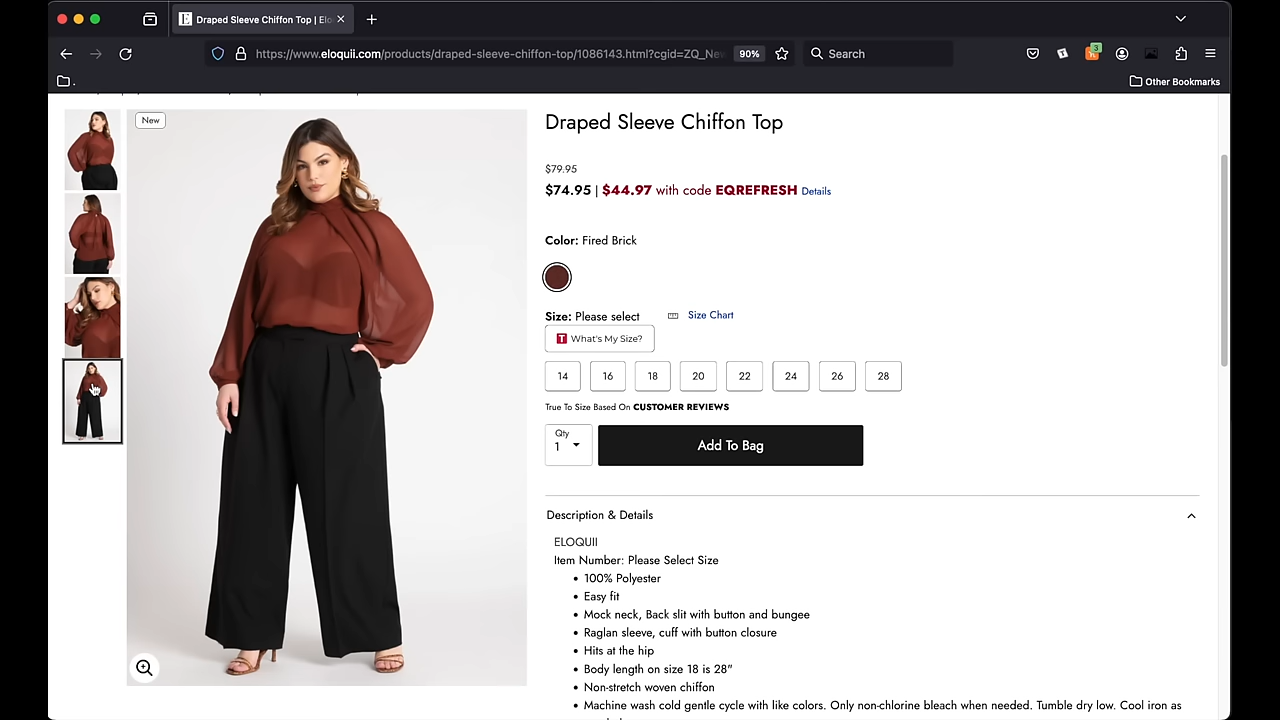 Draped Sleeve Chiffon Top | Elo
https://www.eloquii.com/products/draped-sleeve-chiffon-top/1086143.html?cgid=ZQ_Nev
90%
Search
3
.
Other Bookmarks
New
Draped Sleeve Chiffon Top
$79.95
$74.95 | $44.97 with code EQREFRESH Details
Color: Fired Brick
Size: Please select
Size Chart
T What's My Size?
14 16 18 20 22 24 26 28
True To Size Based On CUSTOMER REVIEWS
Qty
1
Add To Bag
Description & Details
ELOQUII
Item Number: Please Select Size
• 100% Polyester
• Easy fit
• Mock neck, Back slit with button and bungee
• Raglan sleeve, cuff with button closure
• Hits at the hip
• Body length on size 18 is 28"
• Non-stretch woven chiffon
• Machine wash cold gentle cycle with like colors. Only non-chlorine bleach when needed. Tumble dry low. Cool iron as